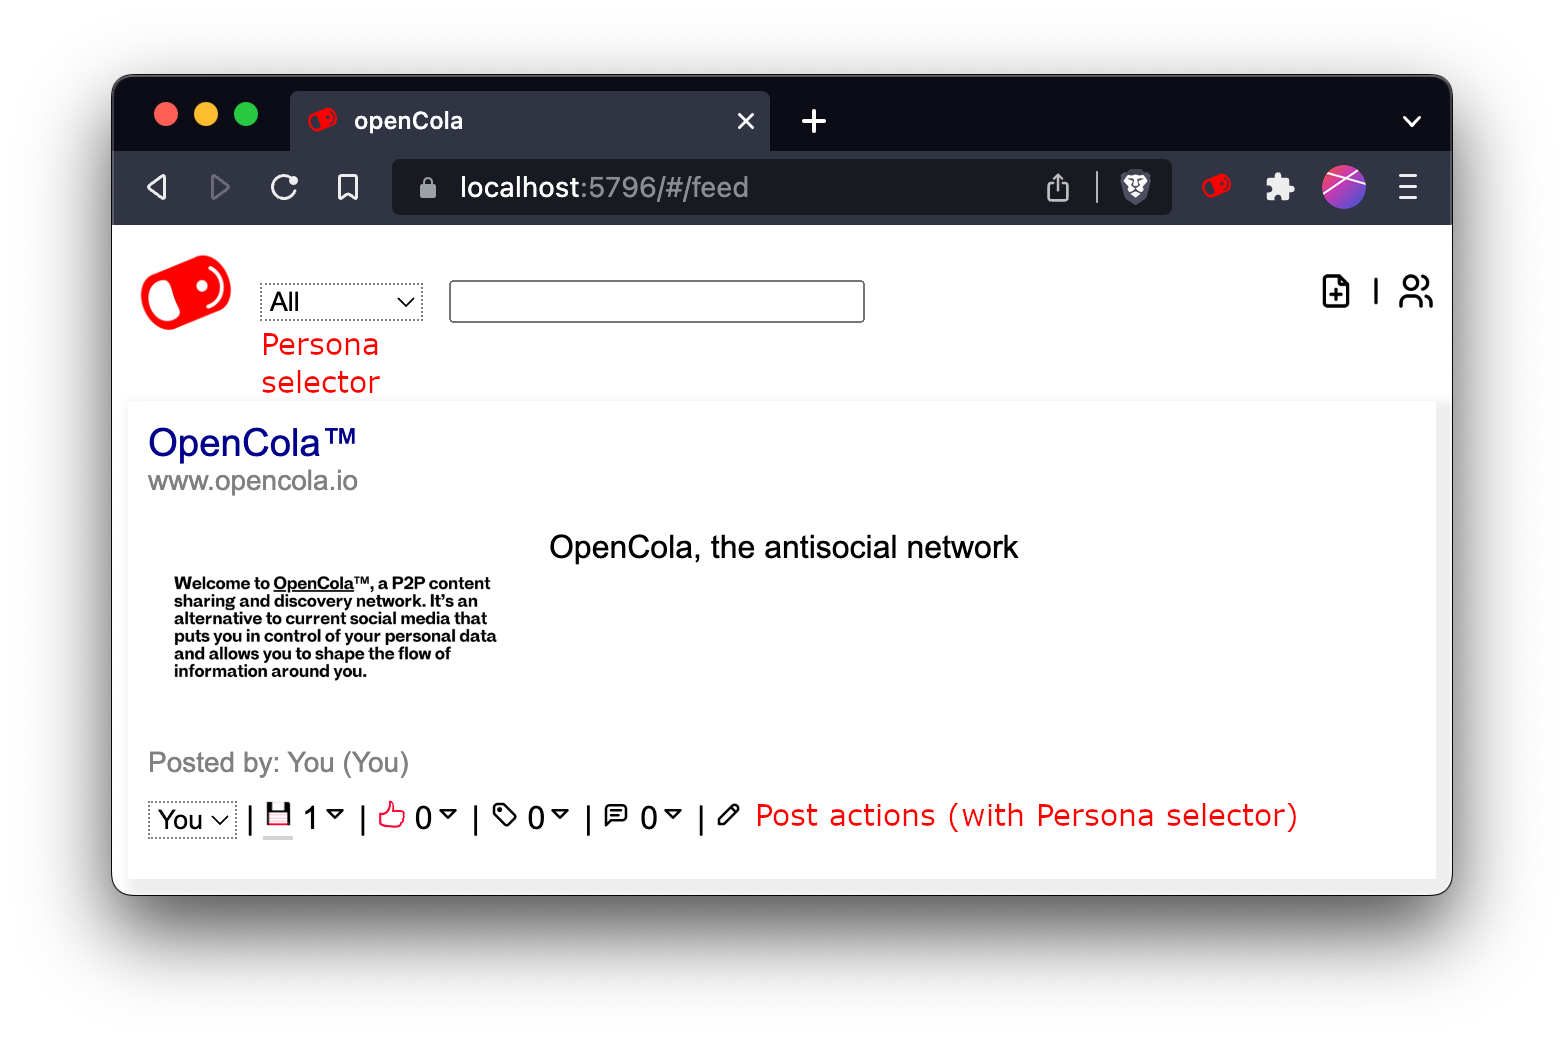 openCola
localhost:5796/#/feed
All
Persona
selector
OpenCola™
www.opencola.io
OpenCola, the antisocial network
Welcome to OpenCola™, a P2P content
sharing and discovery network. It’s an
alternative to current social media that
puts you in control of your personal data
and allows you to shape the flow of
information around you.
Posted by: You (You)
You | 1 | 0 | 0 | 0 | Post actions (with Persona selector)